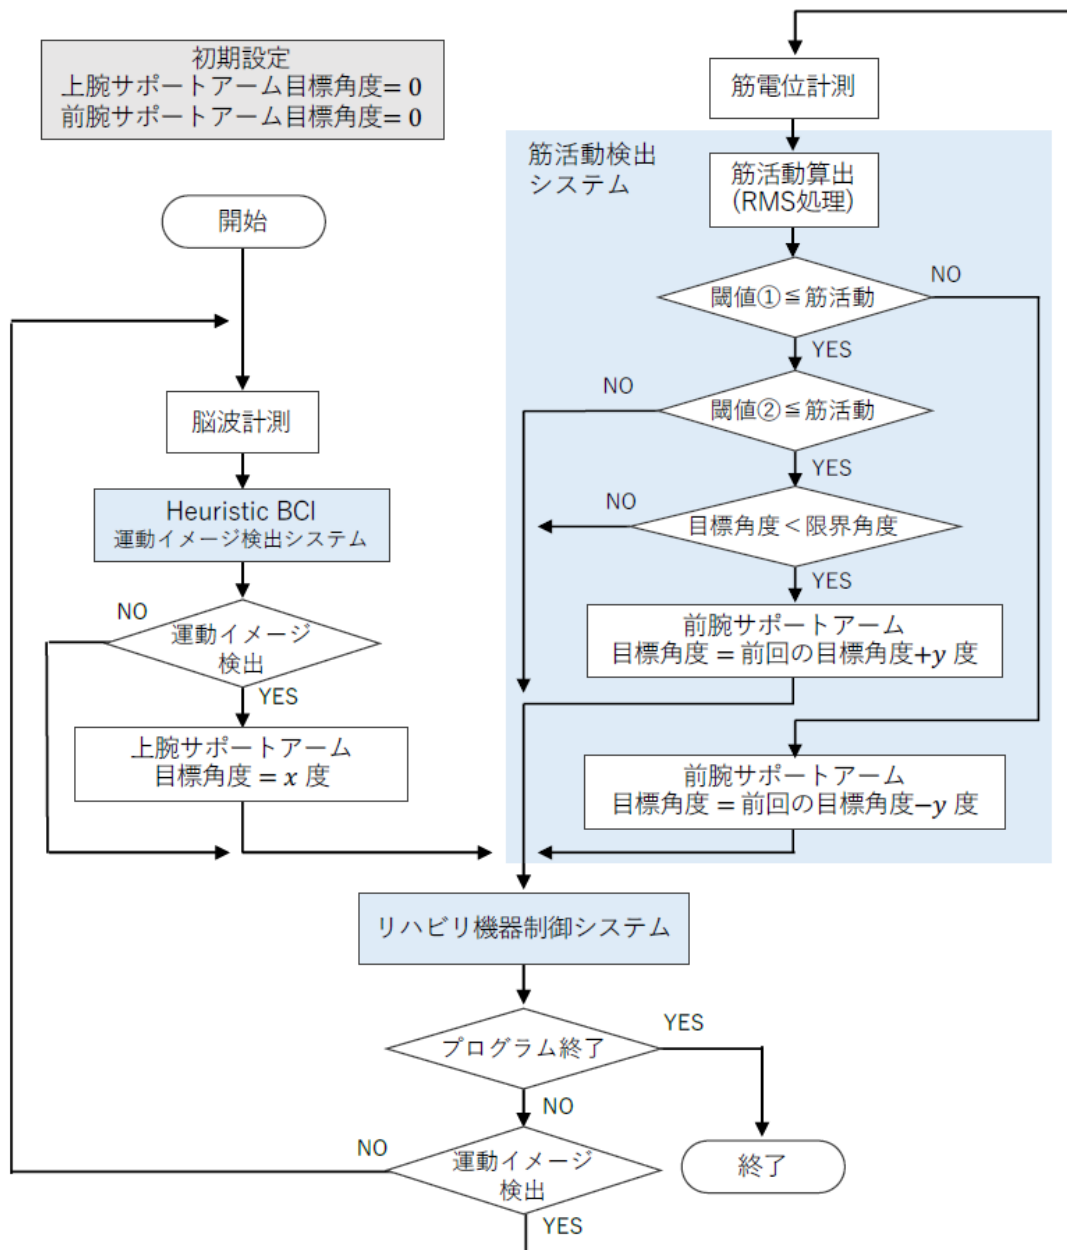 初期設定
上腕サポートアーム目標角度= 0
前腕サポートアーム目標角度= 0
開始
脳波計測
Heuristic BCI
運動イメージ検出システム
NO
運動イメージ
検出
YES
上腕サポートアーム
目標角度 = x 度
筋電位計測
筋活動検出
システム
筋活動算出
(RMS処理)
NO
閾値①≦筋活動
YES
NO
閾値②≦筋活動
YES
NO
目標角度＜限界角度
YES
前腕サポートアーム
目標角度 = 前回の目標角度+y 度
前腕サポートアーム
目標角度 = 前回の目標角度−y 度
リハビリ機器制御システム
YES
プログラム終了
NO
NO
運動イメージ
検出
YES
終了